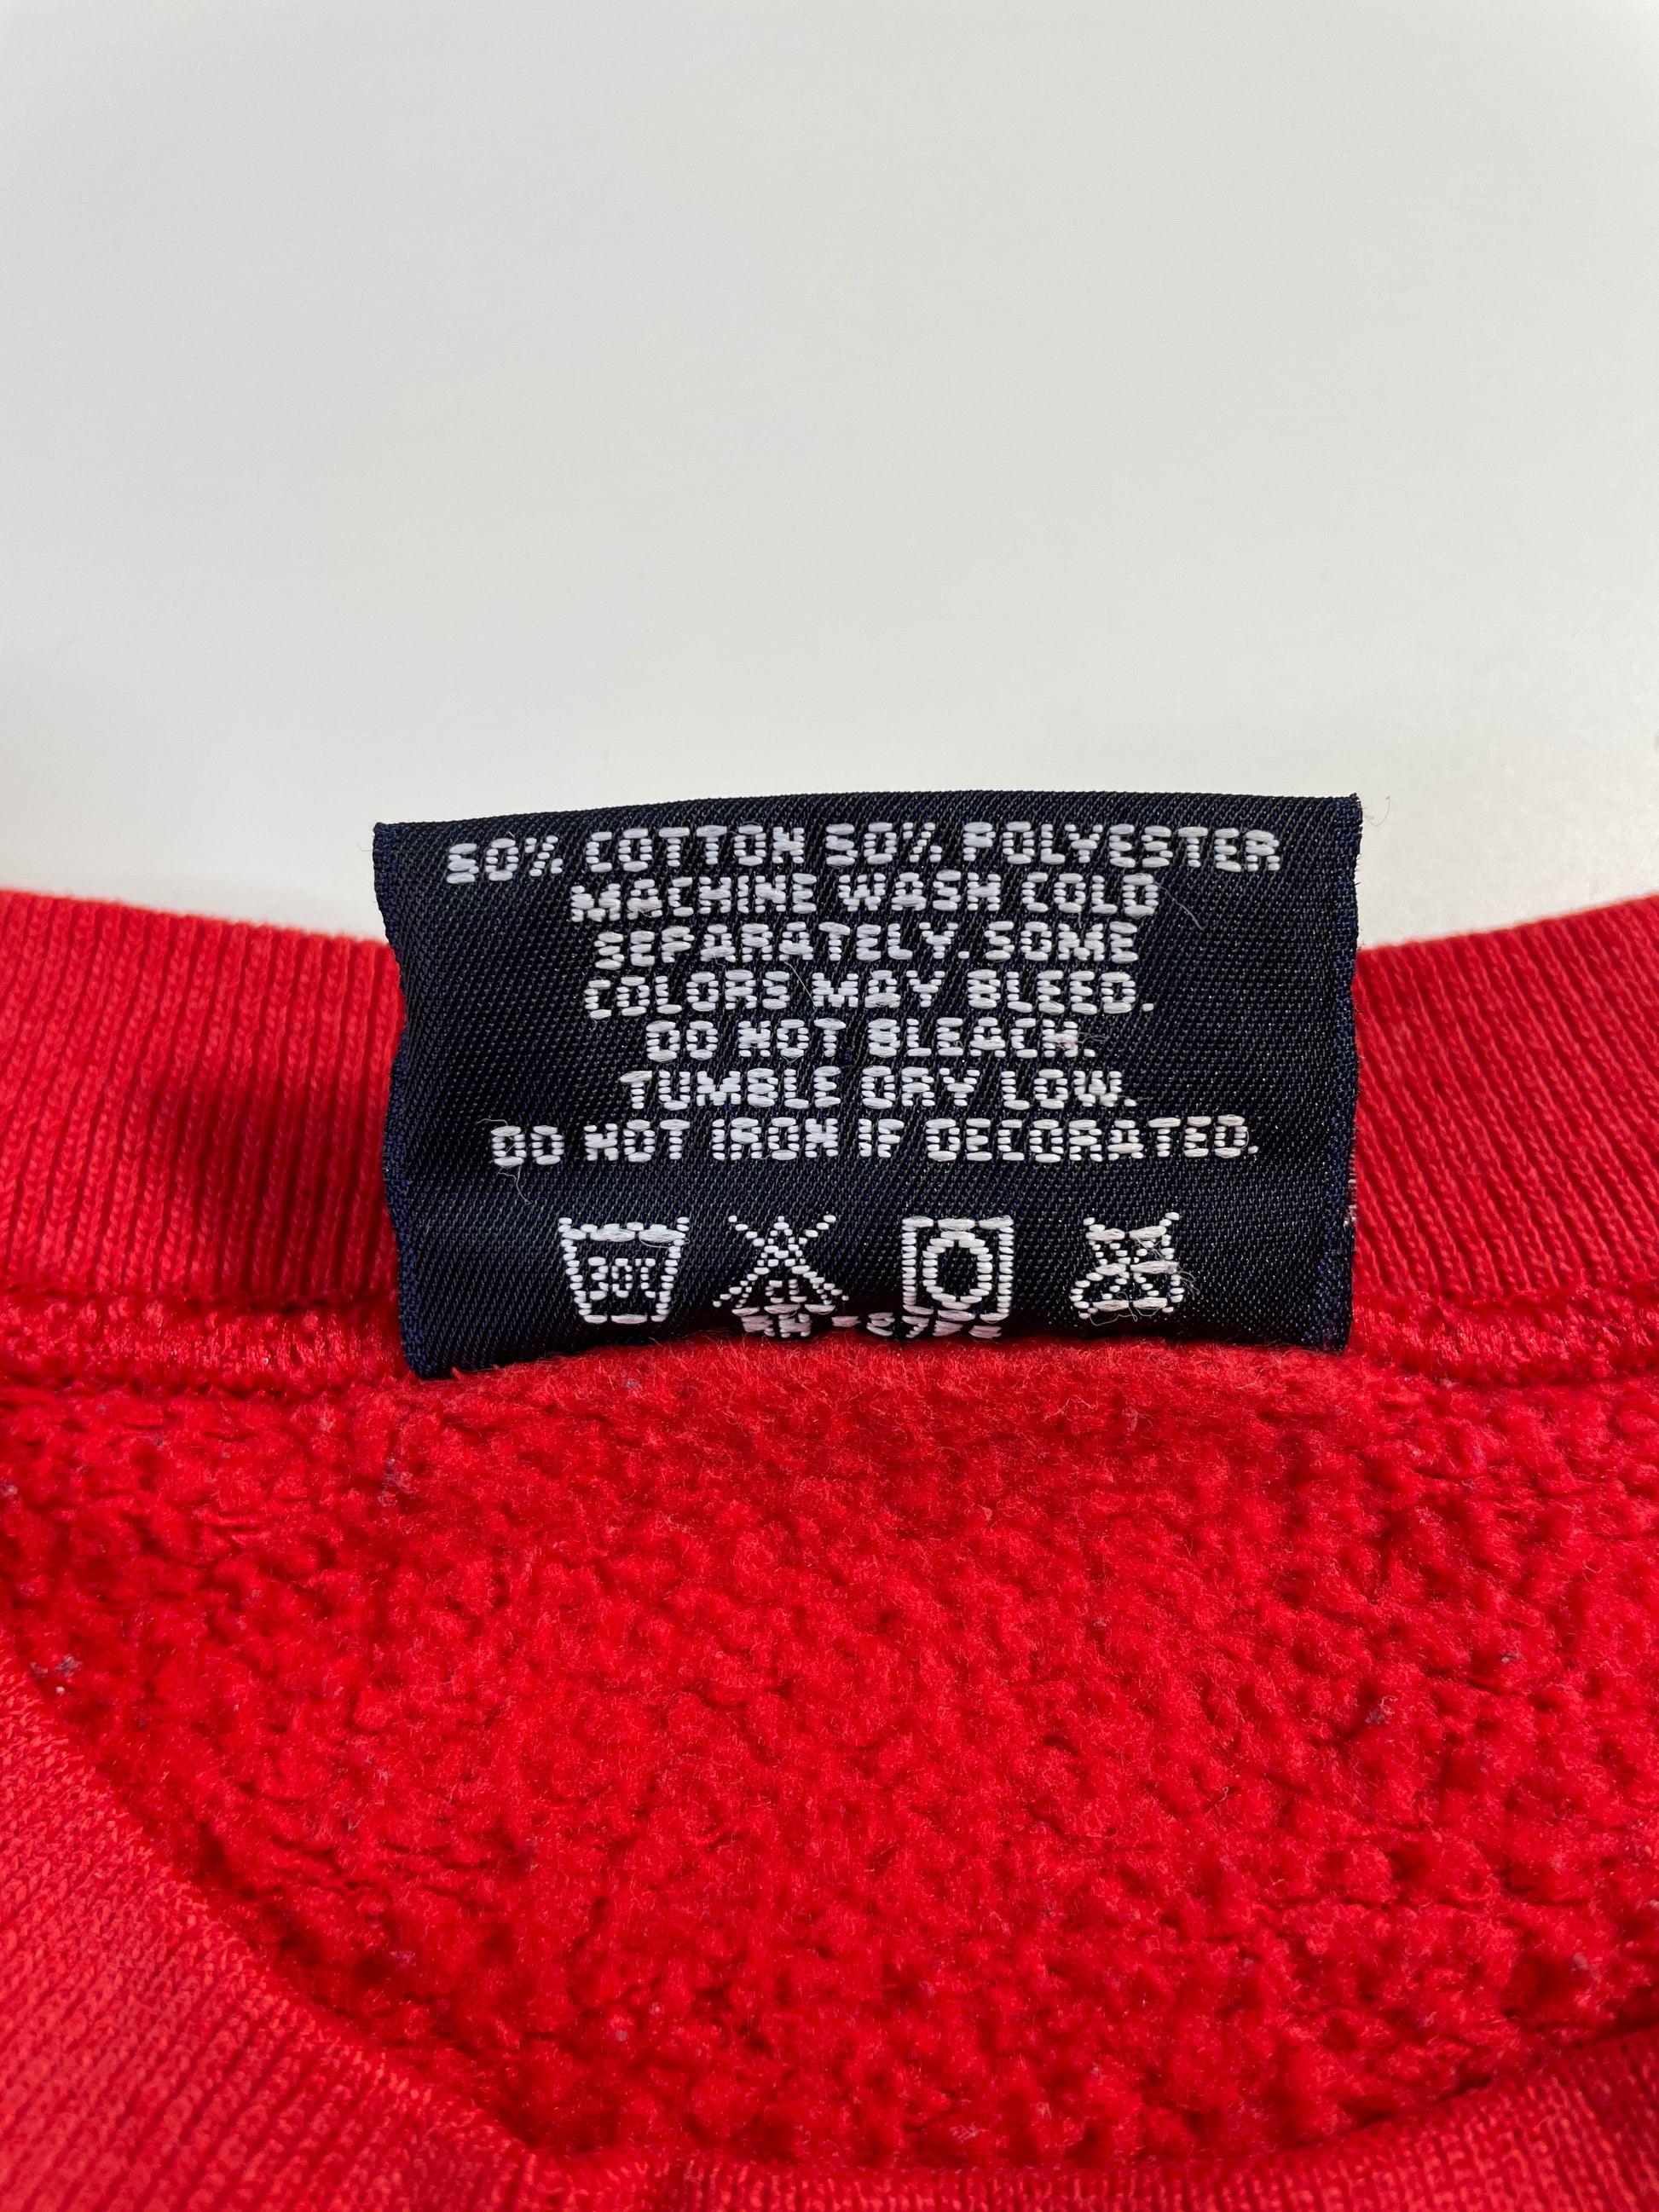 50% COTTON 50% POLYESTER
MACHINE WASH COLD
SEPARATELY. SOME
COLORS MAY BLEED.
DO NOT BLEACH.
TUMBLE DRY LOW.
DO NOT IRON IF DECORATED.
30°C CL